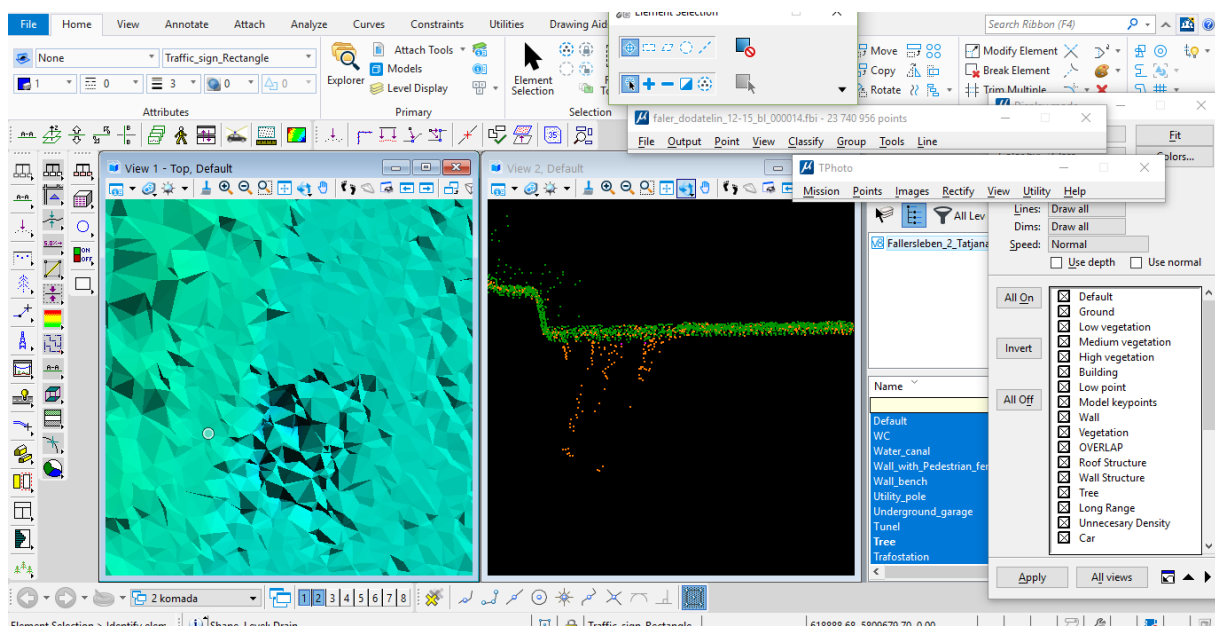 Element Selection
File Home View Annotate Attach Analyze Curves Constraints Utilities Drawing Aid
Search Ribbon (F4)
None
Traffic_sign_Rectangle
1 0 3 0 0
Attributes
Explorer
Attach Tools
Models
Level Display
Primary
Element
Selection
Selection
Move
Copy
Rotate
Modify Element
Break Element
Trim Multiple
faler_dodatelin_12-15_bl_000014.fbi - 23 740 956 points
File Output Point View Classify Group Tools Line
Fit
Colors...
35
View 1 - Top, Default
View 2, Default
TPhoto
Mission Points Images Rectify View Utility Help
All Lev
Fallersleben_2_Tatjana
Lines: Draw all
Dims: Draw all
Speed: Normal
Use depth Use normal
All On
Invert
All Off
Default
Ground
Low vegetation
Medium vegetation
High vegetation
Building
Low point
Model keypoints
Wall
Vegetation
OVERLAP
Roof Structure
Wall Structure
Tree
Long Range
Unnecesary Density
Car
Name
Default
WC
Water_canal
Wall_with_Pedestrian_fer
Wall_bench
Utility_pole
Underground_garage
Tunel
Tree
Trafostation
Apply
All views
ON
OFF
2 komada
1 2 3 4 5 6 7 8
Element Selection > Identify elem
Shape, Level: Drain
Traffic_sign_Rectangle
618888.68, 5809679.70, 0.00